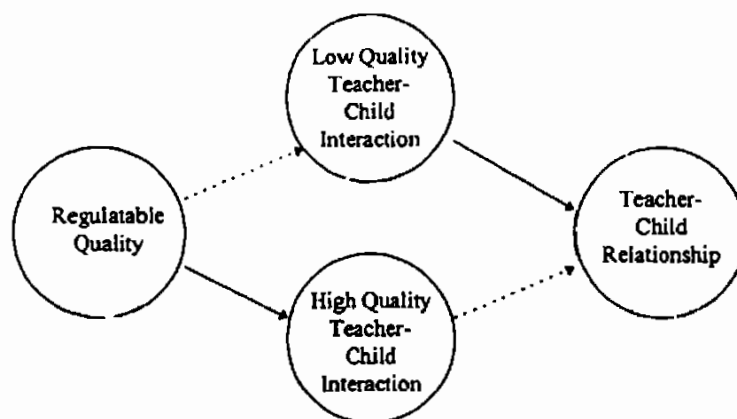 Low Quality
Teacher-
Child
Interaction
Regulatable
Quality
Teacher-
Child
Relationship
High Quality
Teacher-
Child
Interaction